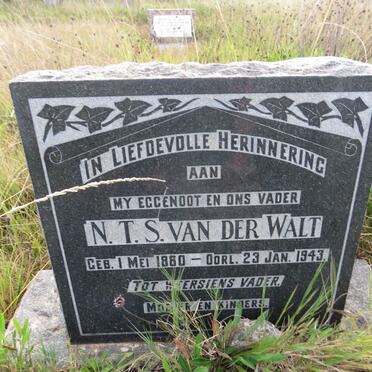 IN LIEFDEVOLLE HERINNERING
AAN
MY EGGENOOT EN ONS VADER
N. T. S. VAN DER WALT
GEB. 1 MEI 1880 - OORL. 23 JAN. 1943.
TOT WEERSIENS VADER.
MOEDER EN KINDERS.